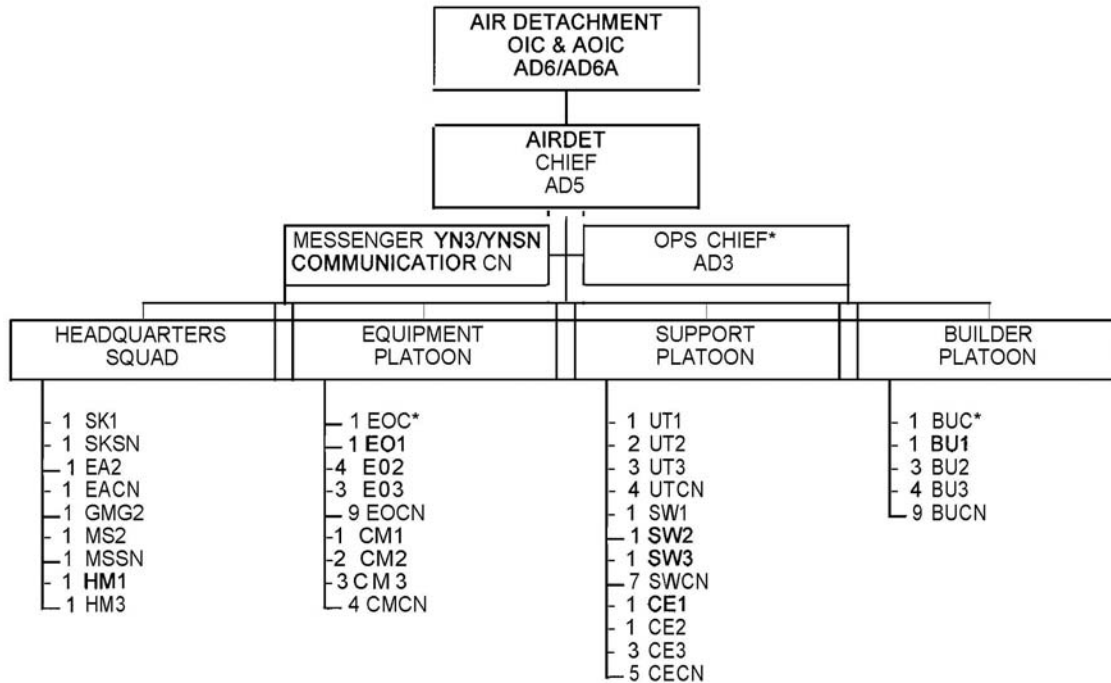 AIR DETACHMENT
OIC & AOIC
AD6/AD6A
AIRDET
CHIEF
AD5
MESSENGER YN3/YNSN
COMMUNICATIOR CN
OPS CHIEF*
AD3
HEADQUARTERS
SQUAD
1 SK1
1 SKSN
1 EA2
1 EACN
1 GMG2
1 MS2
1 MSSN
1 HM1
1 HM3
EQUIPMENT
PLATOON
1 EOC*
1 EO1
4 E02
3 E03
9 EOCN
1 CM1
2 CM2
3 CM3
4 CMCN
SUPPORT
PLATOON
1 UT1
2 UT2
3 UT3
4 UTCN
1 SW1
1 SW2
1 SW3
7 SWCN
1 CE1
1 CE2
3 CE3
5 CECN
BUILDER
PLATOON
1 BUC*
1 BU1
3 BU2
4 BU3
9 BUCN